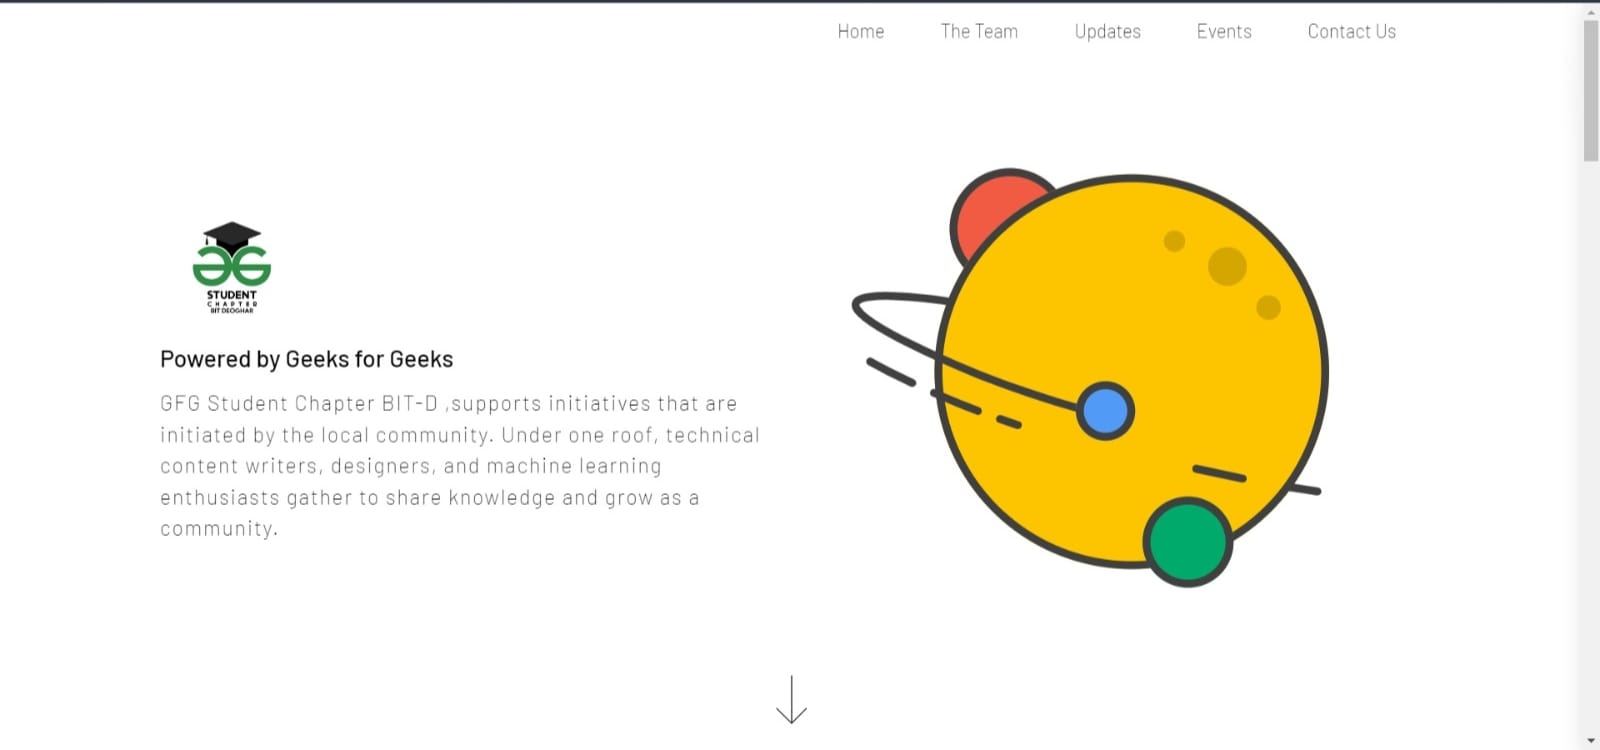 Home The Team Updates Events Contact Us
STUDENT
CHAPTER
BIT DEOGHAR
Powered by Geeks for Geeks
GFG Student Chapter BIT-D ,supports initiatives that are
initiated by the local community. Under one roof, technical
content writers, designers, and machine learning
enthusiasts gather to share knowledge and grow as a
community.